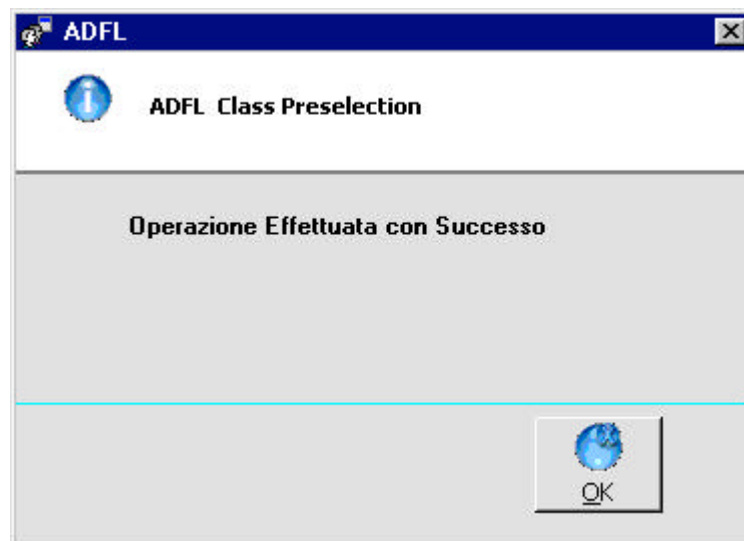 ADFL
ADFL Class Preselection
Operazione Effettuata con Successo
OK